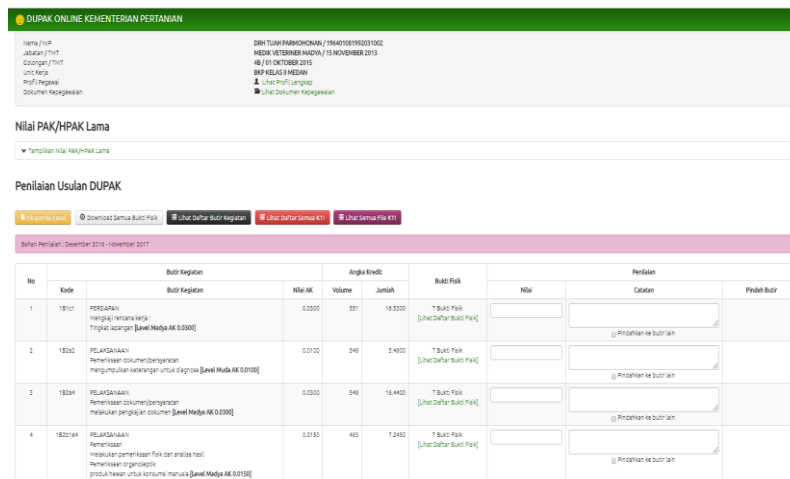 DUPAK ONLINE KEMENTERIAN PERTANIAN
Nama / NIP DRH TUAH PARMOHONAN / 196401081992031002
Jabatan / TMT MEDIK VETERINER MADYA / 15 NOVEMBER 2013
Golongan / TMT 4B / 01 OKTOBER 2015
Unit Kerja BKP KELAS II MEDAN
Profil Pegawai Lihat Profil Lengkap
Dokumen Kepegawaian Lihat Dokumen Kepegawaian
Nilai PAK/HPAK Lama
Tampilkan Nilai PAK/HPAK Lama
Penilaian Usulan DUPAK
Ekspor ke Excel Download Semua Bukti Fisik Lihat Daftar Butir Kegiatan Lihat Daftar Semua KTI Lihat Semua File KTI
Bahan Penilaian : Desember 2016 - November 2017
No Butir Kegiatan Angka Kredit Bukti Fisik Penilaian
Kode Butir Kegiatan Nilai AK Volume Jumlah Nilai Catatan Pindah Butir
1 1B1c1 PERSIAPAN 0.0300 551 16.5300 7 Bukti Fisik
Mengkaji rencana kerja : [Lihat Daftar Bukti Fisik]
Tingkat lapangan [Level Madya AK 0.0300] Pindahkan ke butir lain
2 1B2a2 PELAKSANAAN 0.0100 548 5.4800 7 Bukti Fisik
Pemeriksaan dokumen/persyaratan [Lihat Daftar Bukti Fisik]
mengumpulkan keterangan untuk diagnosa [Level Muda AK 0.0100] Pindahkan ke butir lain
3 1B2a4 PELAKSANAAN 0.0300 548 16.4400 7 Bukti Fisik
Pemeriksaan dokumen/persyaratan [Lihat Daftar Bukti Fisik]
melakukan pengkajian dokumen [Level Madya AK 0.0300] Pindahkan ke butir lain
4 1B2b1e4 PELAKSANAAN 0.0150 483 7.2450 7 Bukti Fisik
Pemeriksaan [Lihat Daftar Bukti Fisik]
Melakukan pemeriksaan fisik dan analisa hasil:
Pemeriksaan organoleptik Pindahkan ke butir lain
produk hewan untuk konsumsi manusia [Level Madya AK 0.0150]